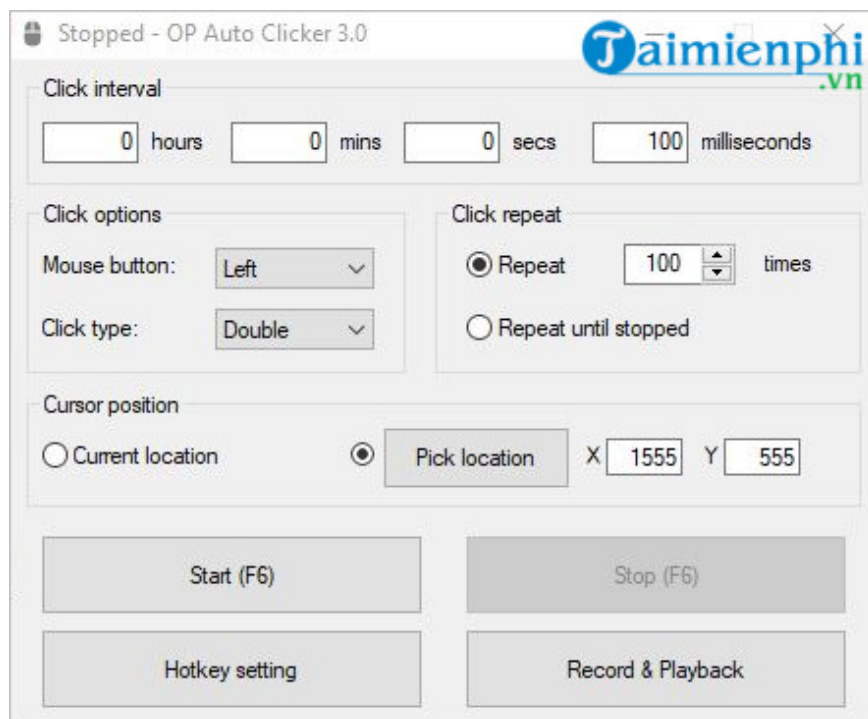 Stopped - OP Auto Clicker 3.0
Taimienphi
.vn
Click interval
0 hours 0 mins 0 secs 100 milliseconds
Click options
Mouse button: Left
Click type: Double
Click repeat
Repeat 100 times
Repeat until stopped
Cursor position
Current location Pick location X 1555 Y 555
Start (F6) Stop (F6)
Hotkey setting Record & Playback